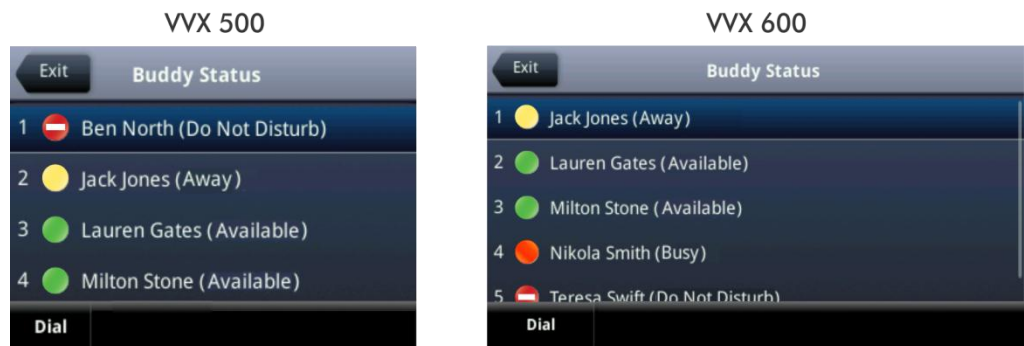 VVX 500
Exit
Buddy Status
1 Ben North (Do Not Disturb)
2 Jack Jones (Away)
3 Lauren Gates (Available)
4 Milton Stone (Available)
Dial
VVX 600
Exit
Buddy Status
1 Jack Jones (Away)
2 Lauren Gates (Available)
3 Milton Stone (Available)
4 Nikola Smith (Busy)
5 Teresa Swift (Do Not Disturb)
Dial